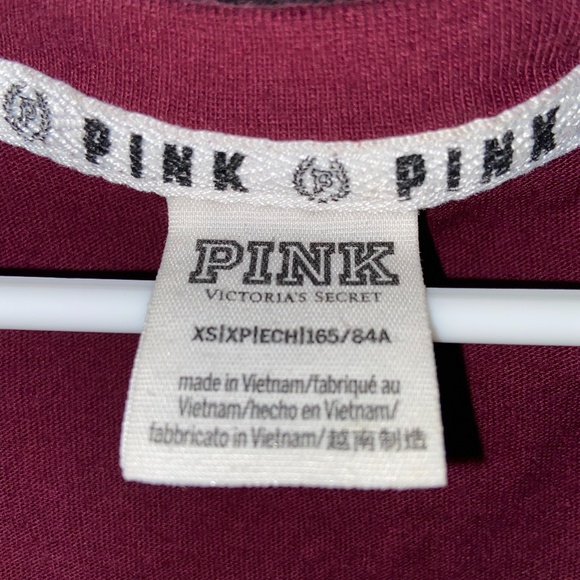 P PINK P PINK
PINK
VICTORIA'S SECRET
XS|XP|ECH|165/84A
made in Vietnam/fabriqué au
Vietnam/hecho en Vietnam/
fabbricato in Vietnam/越南制造